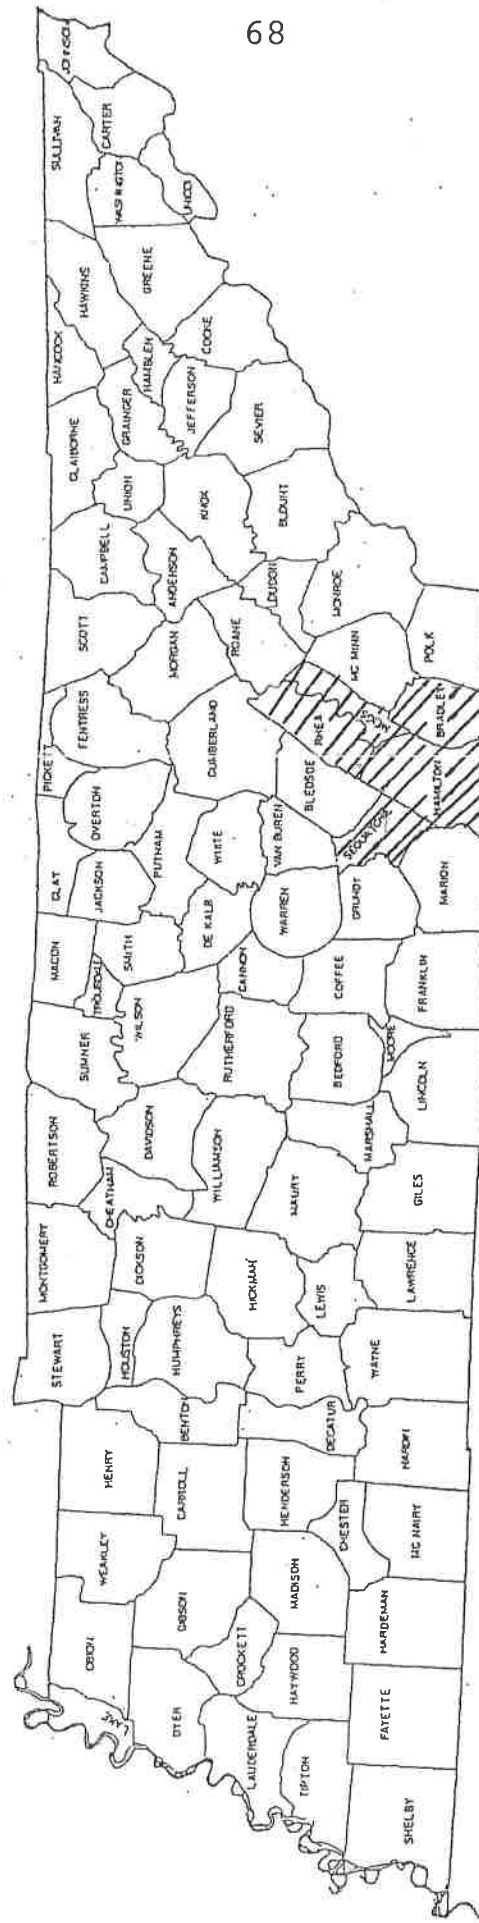 68
JOHNSON
SULLIVAN
CARTER
WASHINGTON
UNICOI
HAWKINS
GREENE
HANCOCK
HAMBLEN
COCKE
GRAINGER
JEFFERSON
CLAIBORNE
SEVIER
UNION
KNOX
BLOUNT
CAMPBELL
ANDERSON
LOUDON
MONROE
SCOTT
MORGAN
ROANE
MC MINN
POLK
PICKETT
FENTRESS
CUMBERLAND
RHEA
MEIGS
BRADLEY
OVERTON
BLEDSOE
HAMILTON
CLAY
JACKSON
PUTNAM
WHITE
VAN BUREN
SEQUATCHIE
MACON
SMITH
DE KALB
WARREN
GRUNDY
MARION
TROUSDALE
CANNON
COFFEE
FRANKLIN
SUMNER
WILSON
RUTHERFORD
BEDFORD
MOORE
LINCOLN
ROBERTSON
DAVIDSON
WILLIAMSON
MARSHALL
CHEATHAM
MAURY
GILES
MONTGOMERY
DICKSON
HICKMAN
LEWIS
LAWRENCE
STEWART
HOUSTON
HUMPHREYS
PERRY
WAYNE
BENTON
DECATUR
HENRY
CARROLL
HENDERSON
HARDIN
CHESTER
MC NAIRY
WEAKLEY
GIBSON
MADISON
HARDEMAN
OBION
CROCKETT
HAYWOOD
FAYETTE
LAKE
DYER
LAUDERDALE
TIPTON
SHELBY